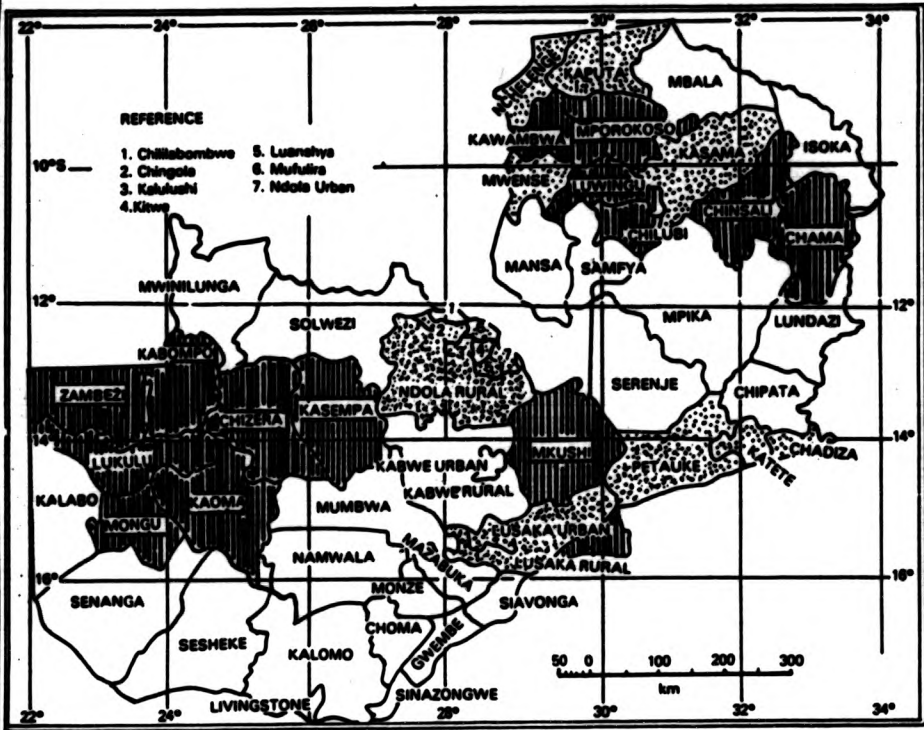 22° 24° 26° 28° 30° 32° 34°
NCHELENGE
KAPUTA
MBALA
REFERENCE
1. Chililabombwe 5. Luanshya
2. Chingola 6. Mufulira
3. Kalulushi 7. Ndola Urban
4.Kitwe
KAWAMBWA
MPOROKOSO
ISOKA
10°S
KASAMA
MWENSE
LUWINGU
CHINSALI
CHILUBI
CHAMA
MANSA
SAMFYA
MWINILUNGA
12° 12°
SOLWEZI
1
2
MPIKA
LUNDAZI
KABOMPO
ZAMBEZI
CHIZERA
KASEMPA
NDOLA RURAL
SERENJE
CHIPATA
14° 14°
LUKULU
MKUSHI
KABWE URBAN
PETAUKE
KATETE
CHADIZA
KALABO
KAOMA
KABWE RURAL
MONGU
MUMBWA
LUSAKA URBAN
NAMWALA
MAZABUKA
LUSAKA RURAL
16° 16°
SENANGA
MONZE
SIAVONGA
SESHEKE
CHOMA
GWEMBE
KALOMO
50 0 100 200 300
km
LIVINGSTONE
SINAZONGWE
22° 24° 26° 28° 30° 32° 34°